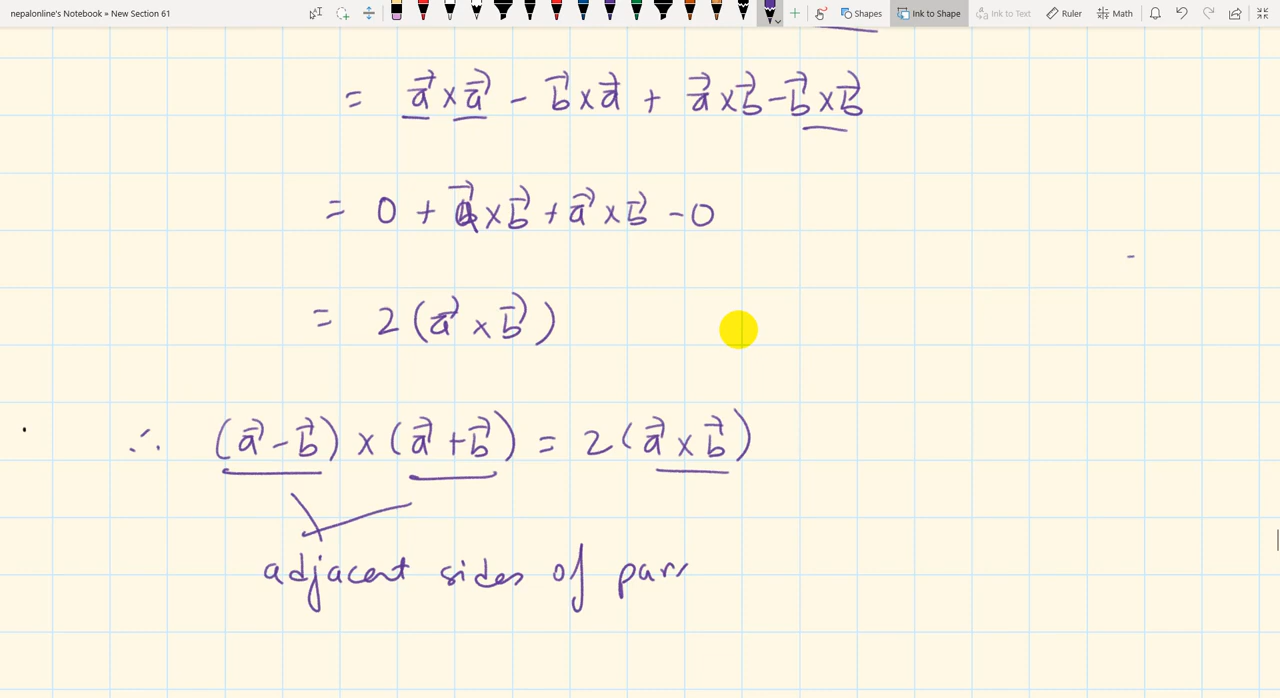 nepalonline's Notebook » New Section 61
Shapes Ink to Shape Ink to Text Ruler Math
= a⃗ × a⃗ - b⃗ × a⃗ + a⃗ × b⃗ - b⃗ × b⃗
= 0 + a⃗ × b⃗ + a⃗ × b⃗ - 0
= 2 (a⃗ × b⃗)
∴ (a⃗ - b⃗) × (a⃗ + b⃗) = 2 (a⃗ × b⃗)
adjacent sides of parr